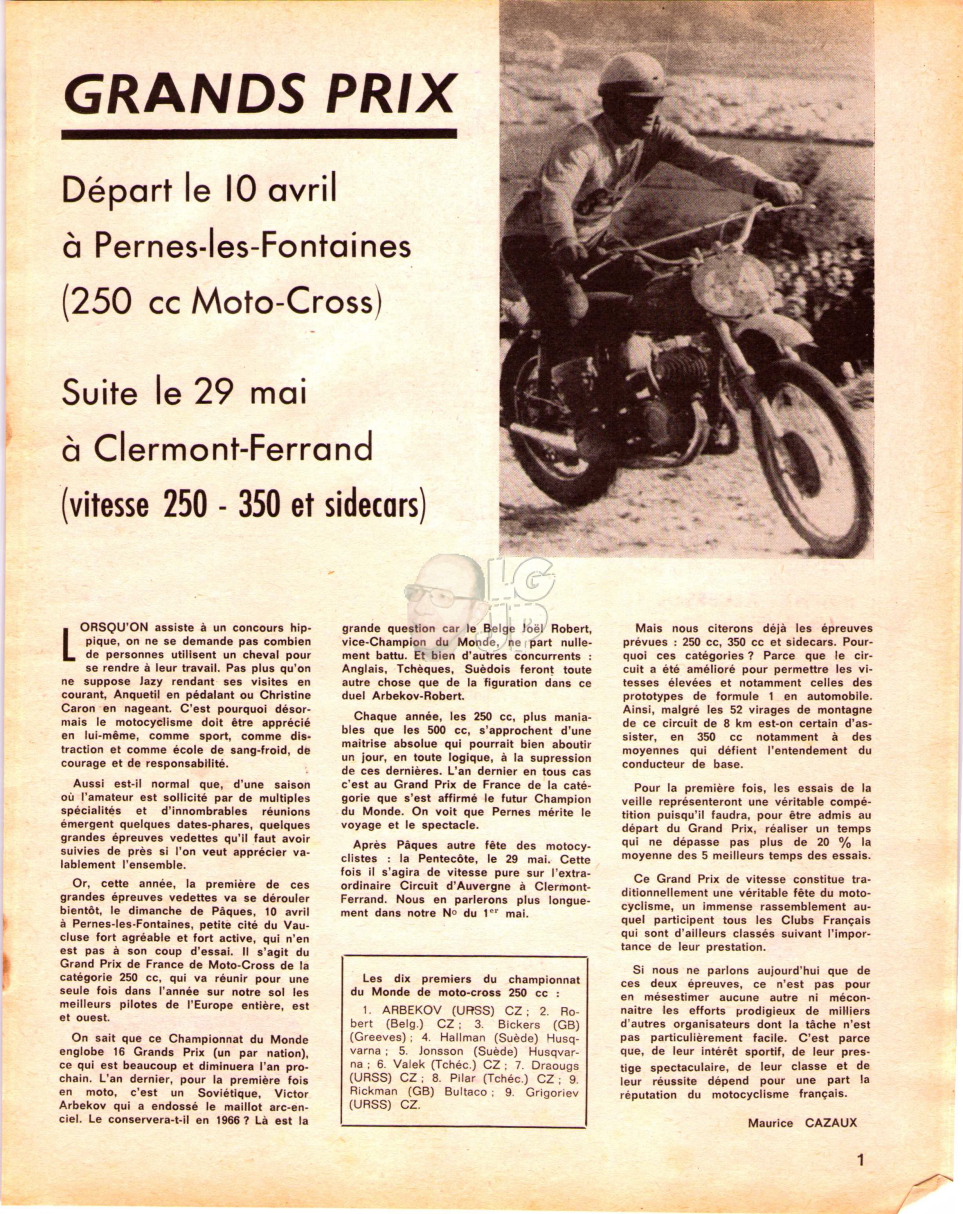 GRANDS PRIX
Départ le 10 avril
à Pernes-les-Fontaines
(250 cc Moto-Cross)
Suite le 29 mai
à Clermont-Ferrand
(vitesse 250 - 350 et sidecars)
LG
JP
LORSQU'ON assiste à un concours hip-
pique, on ne se demande pas combien
de personnes utilisent un cheval pour
se rendre à leur travail. Pas plus qu'on
ne suppose Jazy rendant ses visites en
courant, Anquetil en pédalant ou Christine
Caron en nageant. C'est pourquoi désor-
mais le motocyclisme doit être apprécié
en lui-même, comme sport, comme dis-
traction et comme école de sang-froid, de
courage et de responsabilité.
Aussi est-il normal que, d'une saison
où l'amateur est sollicité par de multiples
spécialités et d'innombrables réunions
émergent quelques dates-phares, quelques
grandes épreuves vedettes qu'il faut avoir
suivies de près si l'on veut apprécier va-
lablement l'ensemble.
Or, cette année, la première de ces
grandes épreuves vedettes va se dérouler
bientôt, le dimanche de Pâques, 10 avril
à Pernes-les-Fontaines, petite cité du Vau-
cluse fort agréable et fort active, qui n'en
est pas à son coup d'essai. Il s'agit du
Grand Prix de France de Moto-Cross de la
catégorie 250 cc, qui va réunir pour une
seule fois dans l'année sur notre sol les
meilleurs pilotes de l'Europe entière, est
et ouest.
On sait que ce Championnat du Monde
englobe 16 Grands Prix (un par nation),
ce qui est beaucoup et diminuera l'an pro-
chain. L'an dernier, pour la première fois
en moto, c'est un Soviétique, Victor
Arbekov qui a endossé le maillot arc-en-
ciel. Le conservera-t-il en 1966 ? Là est la
grande question car le Belge Joël Robert,
vice-Champion du Monde, ne part nulle-
ment battu. Et bien d'autres concurrents :
Anglais, Tchèques, Suèdois feront toute
autre chose que de la figuration dans ce
duel Arbekov-Robert.
Chaque année, les 250 cc, plus mania-
bles que les 500 cc, s'approchent d'une
maitrise absolue qui pourrait bien aboutir
un jour, en toute logique, à la supression
de ces dernières. L'an dernier en tous cas
c'est au Grand Prix de France de la caté-
gorie que s'est affirmé le futur Champion
du Monde. On voit que Pernes mérite le
voyage et le spectacle.
Après Pâques autre fête des motocy-
clistes : la Pentecôte, le 29 mai. Cette
fois il s'agira de vitesse pure sur l'extra-
ordinaire Circuit d'Auvergne à Clermont-
Ferrand. Nous en parlerons plus longue-
ment dans notre N° du 1er mai.
Les dix premiers du championnat
du Monde de moto-cross 250 cc :
1. ARBEKOV (URSS) CZ ; 2. Ro-
bert (Belg.) CZ ; 3. Bickers (GB)
(Greeves) ; 4. Hallman (Suède) Husq-
varna ; 5. Jonsson (Suède) Husqvar-
na ; 6. Valek (Tchéc.) CZ ; 7. Draougs
(URSS) CZ ; 8. Pilar (Tchéc.) CZ ; 9.
Rickman (GB) Bultaco ; 9. Grigoriev
(URSS) CZ.
Mais nous citerons déjà les épreuves
prévues : 250 cc, 350 cc et sidecars. Pour-
quoi ces catégories ? Parce que le cir-
cuit a été amélioré pour permettre les vi-
tesses élevées et notamment celles des
prototypes de formule 1 en automobile.
Ainsi, malgré les 52 virages de montagne
de ce circuit de 8 km est-on certain d'as-
sister, en 350 cc notamment à des
moyennes qui défient l'entendement du
conducteur de base.
Pour la première fois, les essais de la
veille représenteront une véritable compé-
tition puisqu'il faudra, pour être admis au
départ du Grand Prix, réaliser un temps
qui ne dépasse pas plus de 20 % la
moyenne des 5 meilleurs temps des essais.
Ce Grand Prix de vitesse constitue tra-
ditionnellement une véritable fête du moto-
cyclisme, un immense rassemblement au-
quel participent tous les Clubs Français
qui sont d'ailleurs classés suivant l'impor-
tance de leur prestation.
Si nous ne parlons aujourd'hui que de
ces deux épreuves, ce n'est pas pour
en mésestimer aucune autre ni mécon-
naitre les efforts prodigieux de milliers
d'autres organisateurs dont la tâche n'est
pas particulièrement facile. C'est parce
que, de leur intérêt sportif, de leur pres-
tige spectaculaire, de leur classe et de
leur réussite dépend pour une part la
réputation du motocyclisme français.
Maurice CAZAUX
1